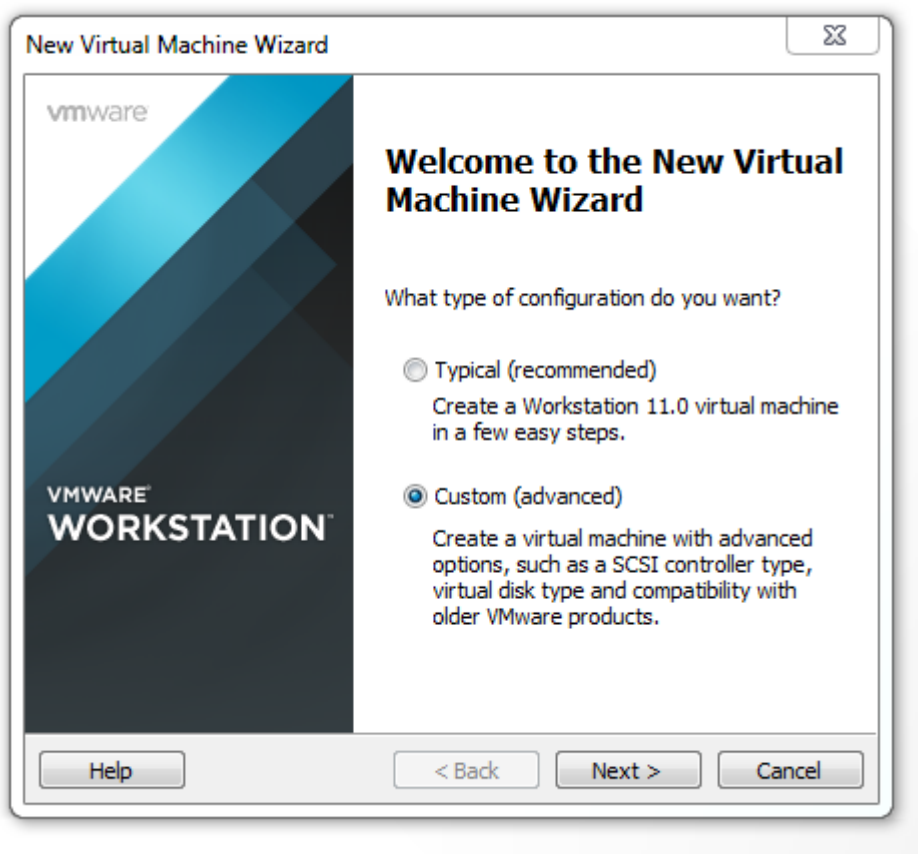 New Virtual Machine Wizard
vmware
Welcome to the New Virtual
Machine Wizard
What type of configuration do you want?
Typical (recommended)
Create a Workstation 11.0 virtual machine
in a few easy steps.
Custom (advanced)
Create a virtual machine with advanced
options, such as a SCSI controller type,
virtual disk type and compatibility with
older VMware products.
VMWARE®
WORKSTATION™
Help
< Back
Next >
Cancel